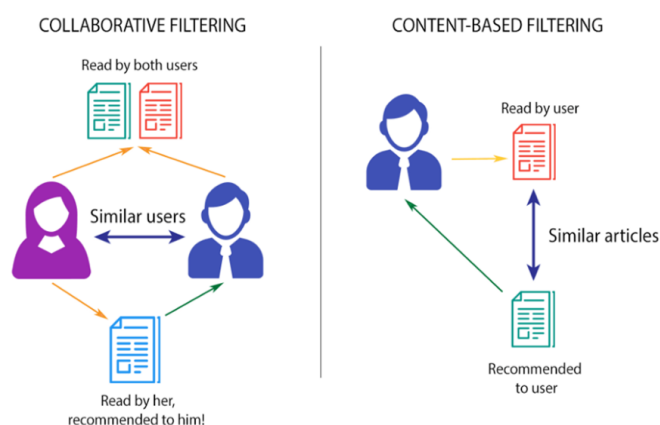 COLLABORATIVE FILTERING
Read by both users
Similar users
Read by her,
recommended to him!
CONTENT-BASED FILTERING
Read by user
Similar articles
Recommended
to user